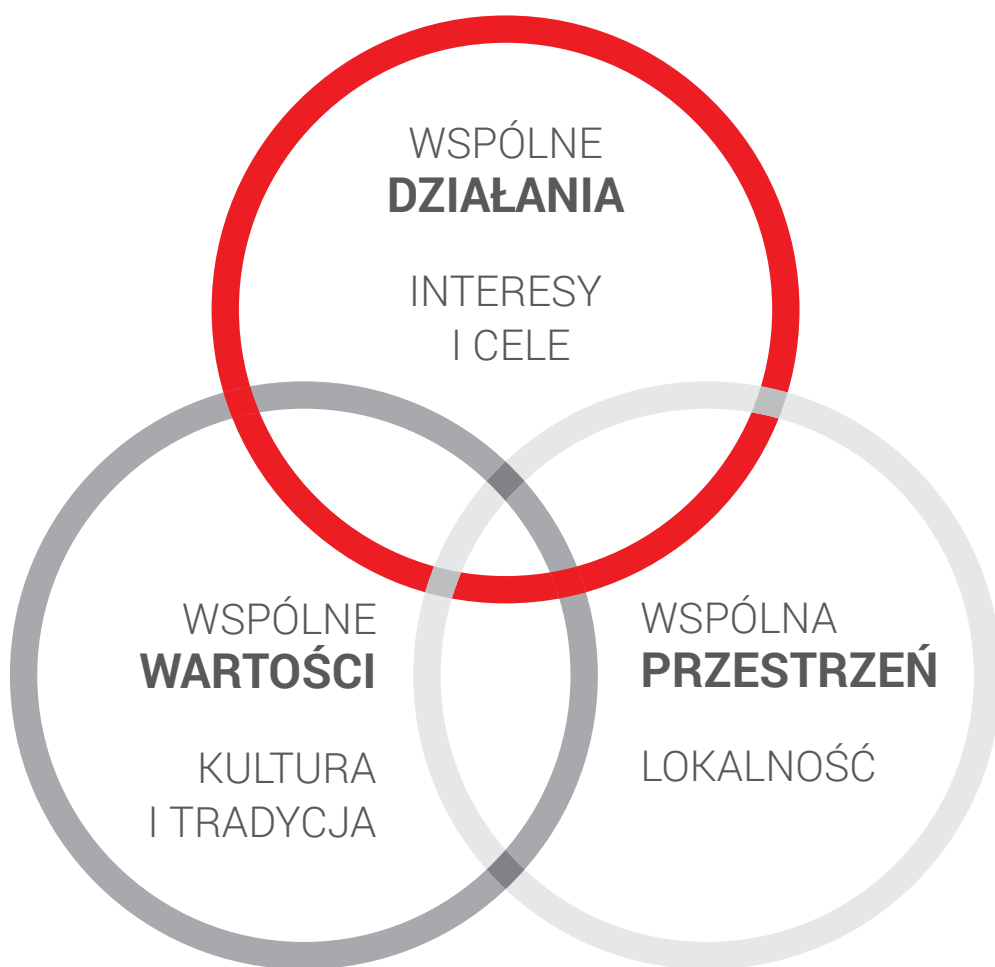 WSPÓLNE
DZIAŁANIA
INTERESY
I CELE
WSPÓLNE
WARTOŚCI
KULTURA
I TRADYCJA
WSPÓLNA
PRZESTRZEŃ
LOKALNOŚĆ